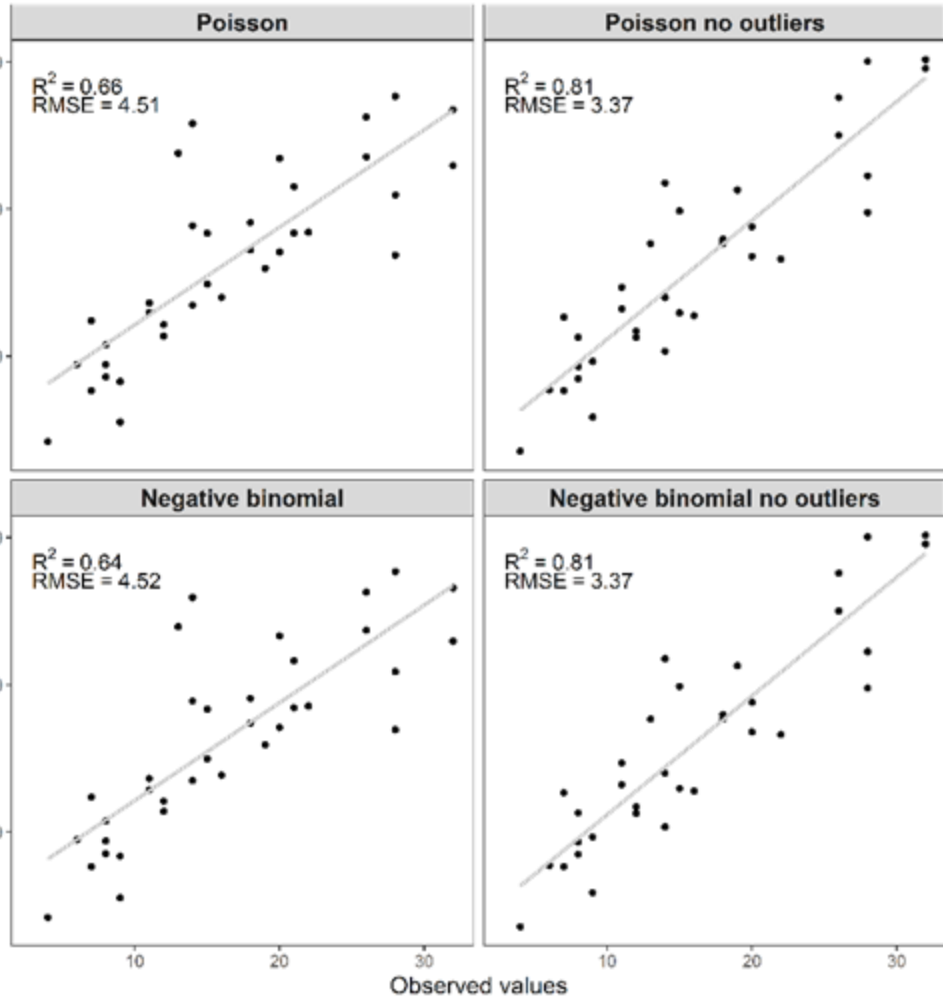 Poisson
R² = 0.66
RMSE = 4.51
Poisson no outliers
R² = 0.81
RMSE = 3.37
Negative binomial
R² = 0.64
RMSE = 4.52
Negative binomial no outliers
R² = 0.81
RMSE = 3.37
10 20 30 10 20 30
Observed values